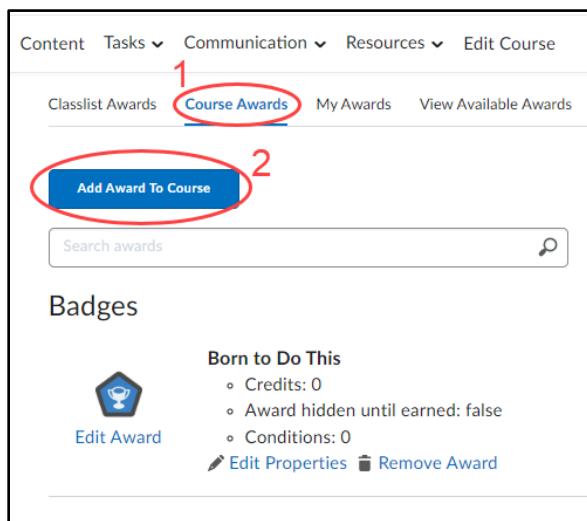 Content Tasks Communication Resources Edit Course
1
Classlist Awards Course Awards My Awards View Available Awards
2
Add Award To Course
Search awards
Badges
Born to Do This
Credits: 0
Award hidden until earned: false
Edit Award
Conditions: 0
Edit Properties Remove Award